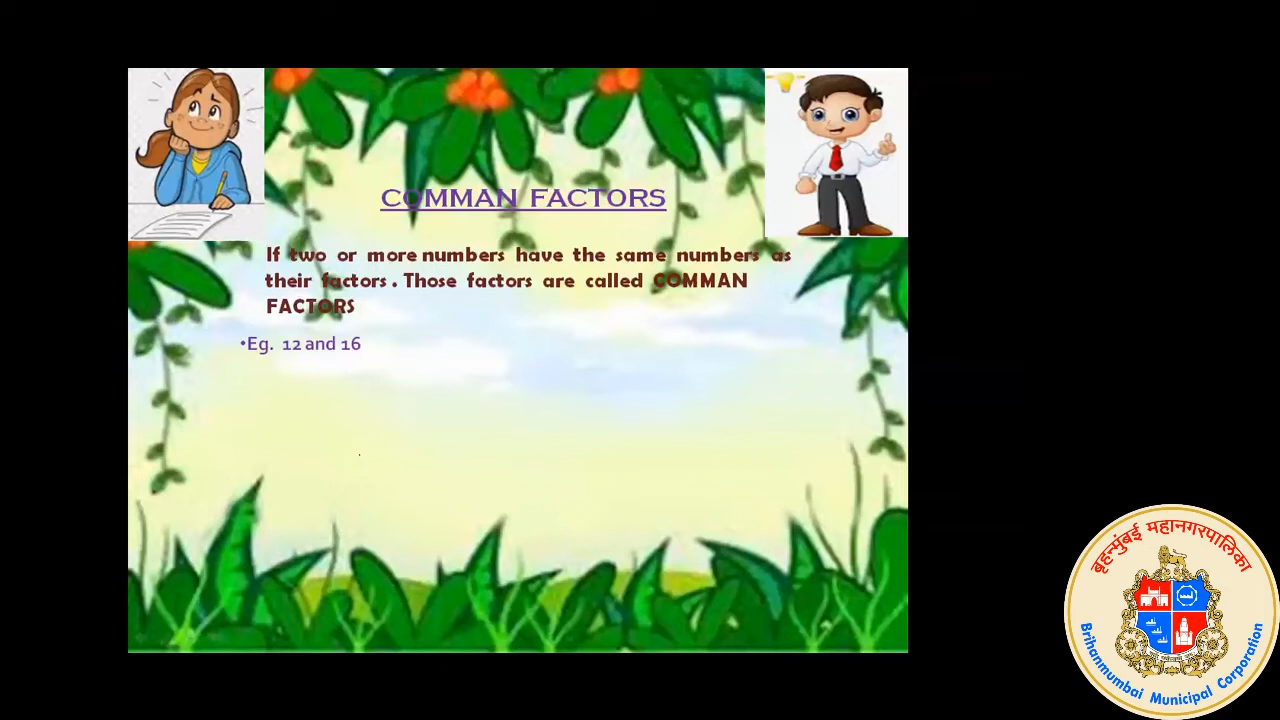 COMMAN FACTORS
If two or more numbers have the same numbers as
their factors . Those factors are called COMMAN
FACTORS
•Eg. 12 and 16
बृहन्मुंबई महानगरपालिका
Brihanmumbai Municipal Corporation